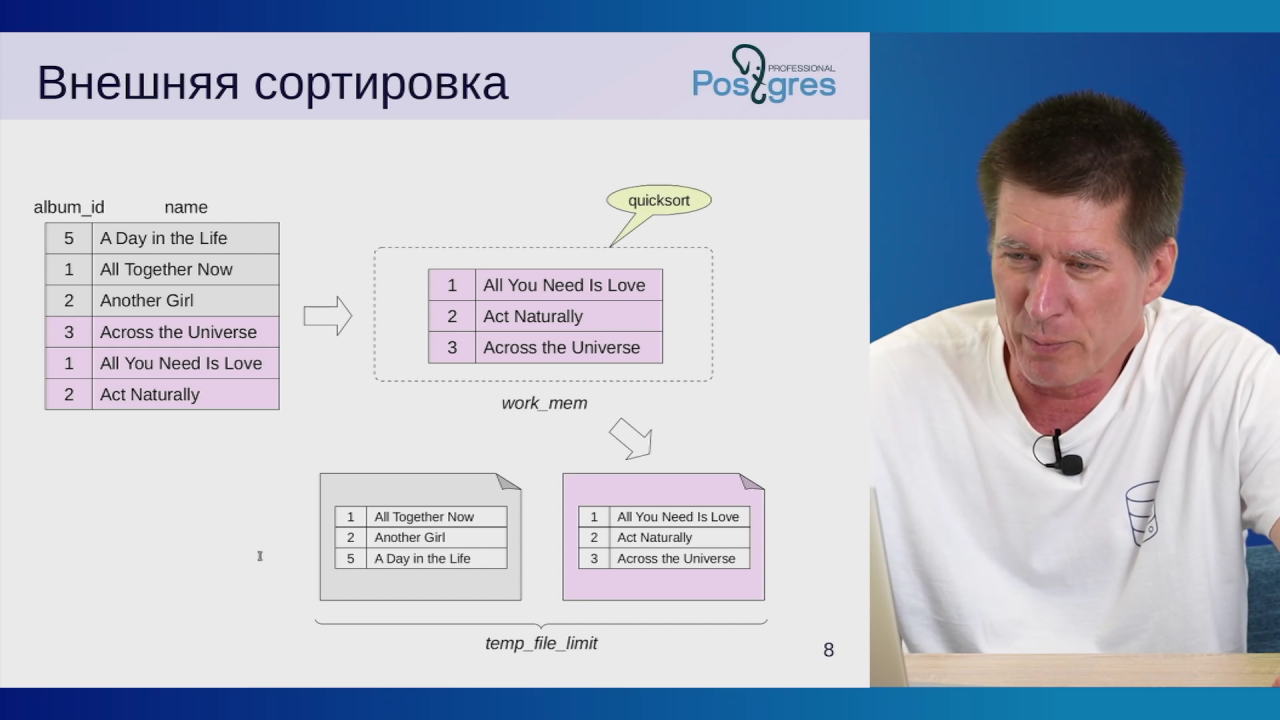 Внешняя сортировка
PROFESSIONAL
Postgres
album_id name
5 A Day in the Life
1 All Together Now
2 Another Girl
3 Across the Universe
1 All You Need Is Love
2 Act Naturally
quicksort
1 All You Need Is Love
2 Act Naturally
3 Across the Universe
work_mem
1 All Together Now
2 Another Girl
5 A Day in the Life
1 All You Need Is Love
2 Act Naturally
3 Across the Universe
temp_file_limit
8